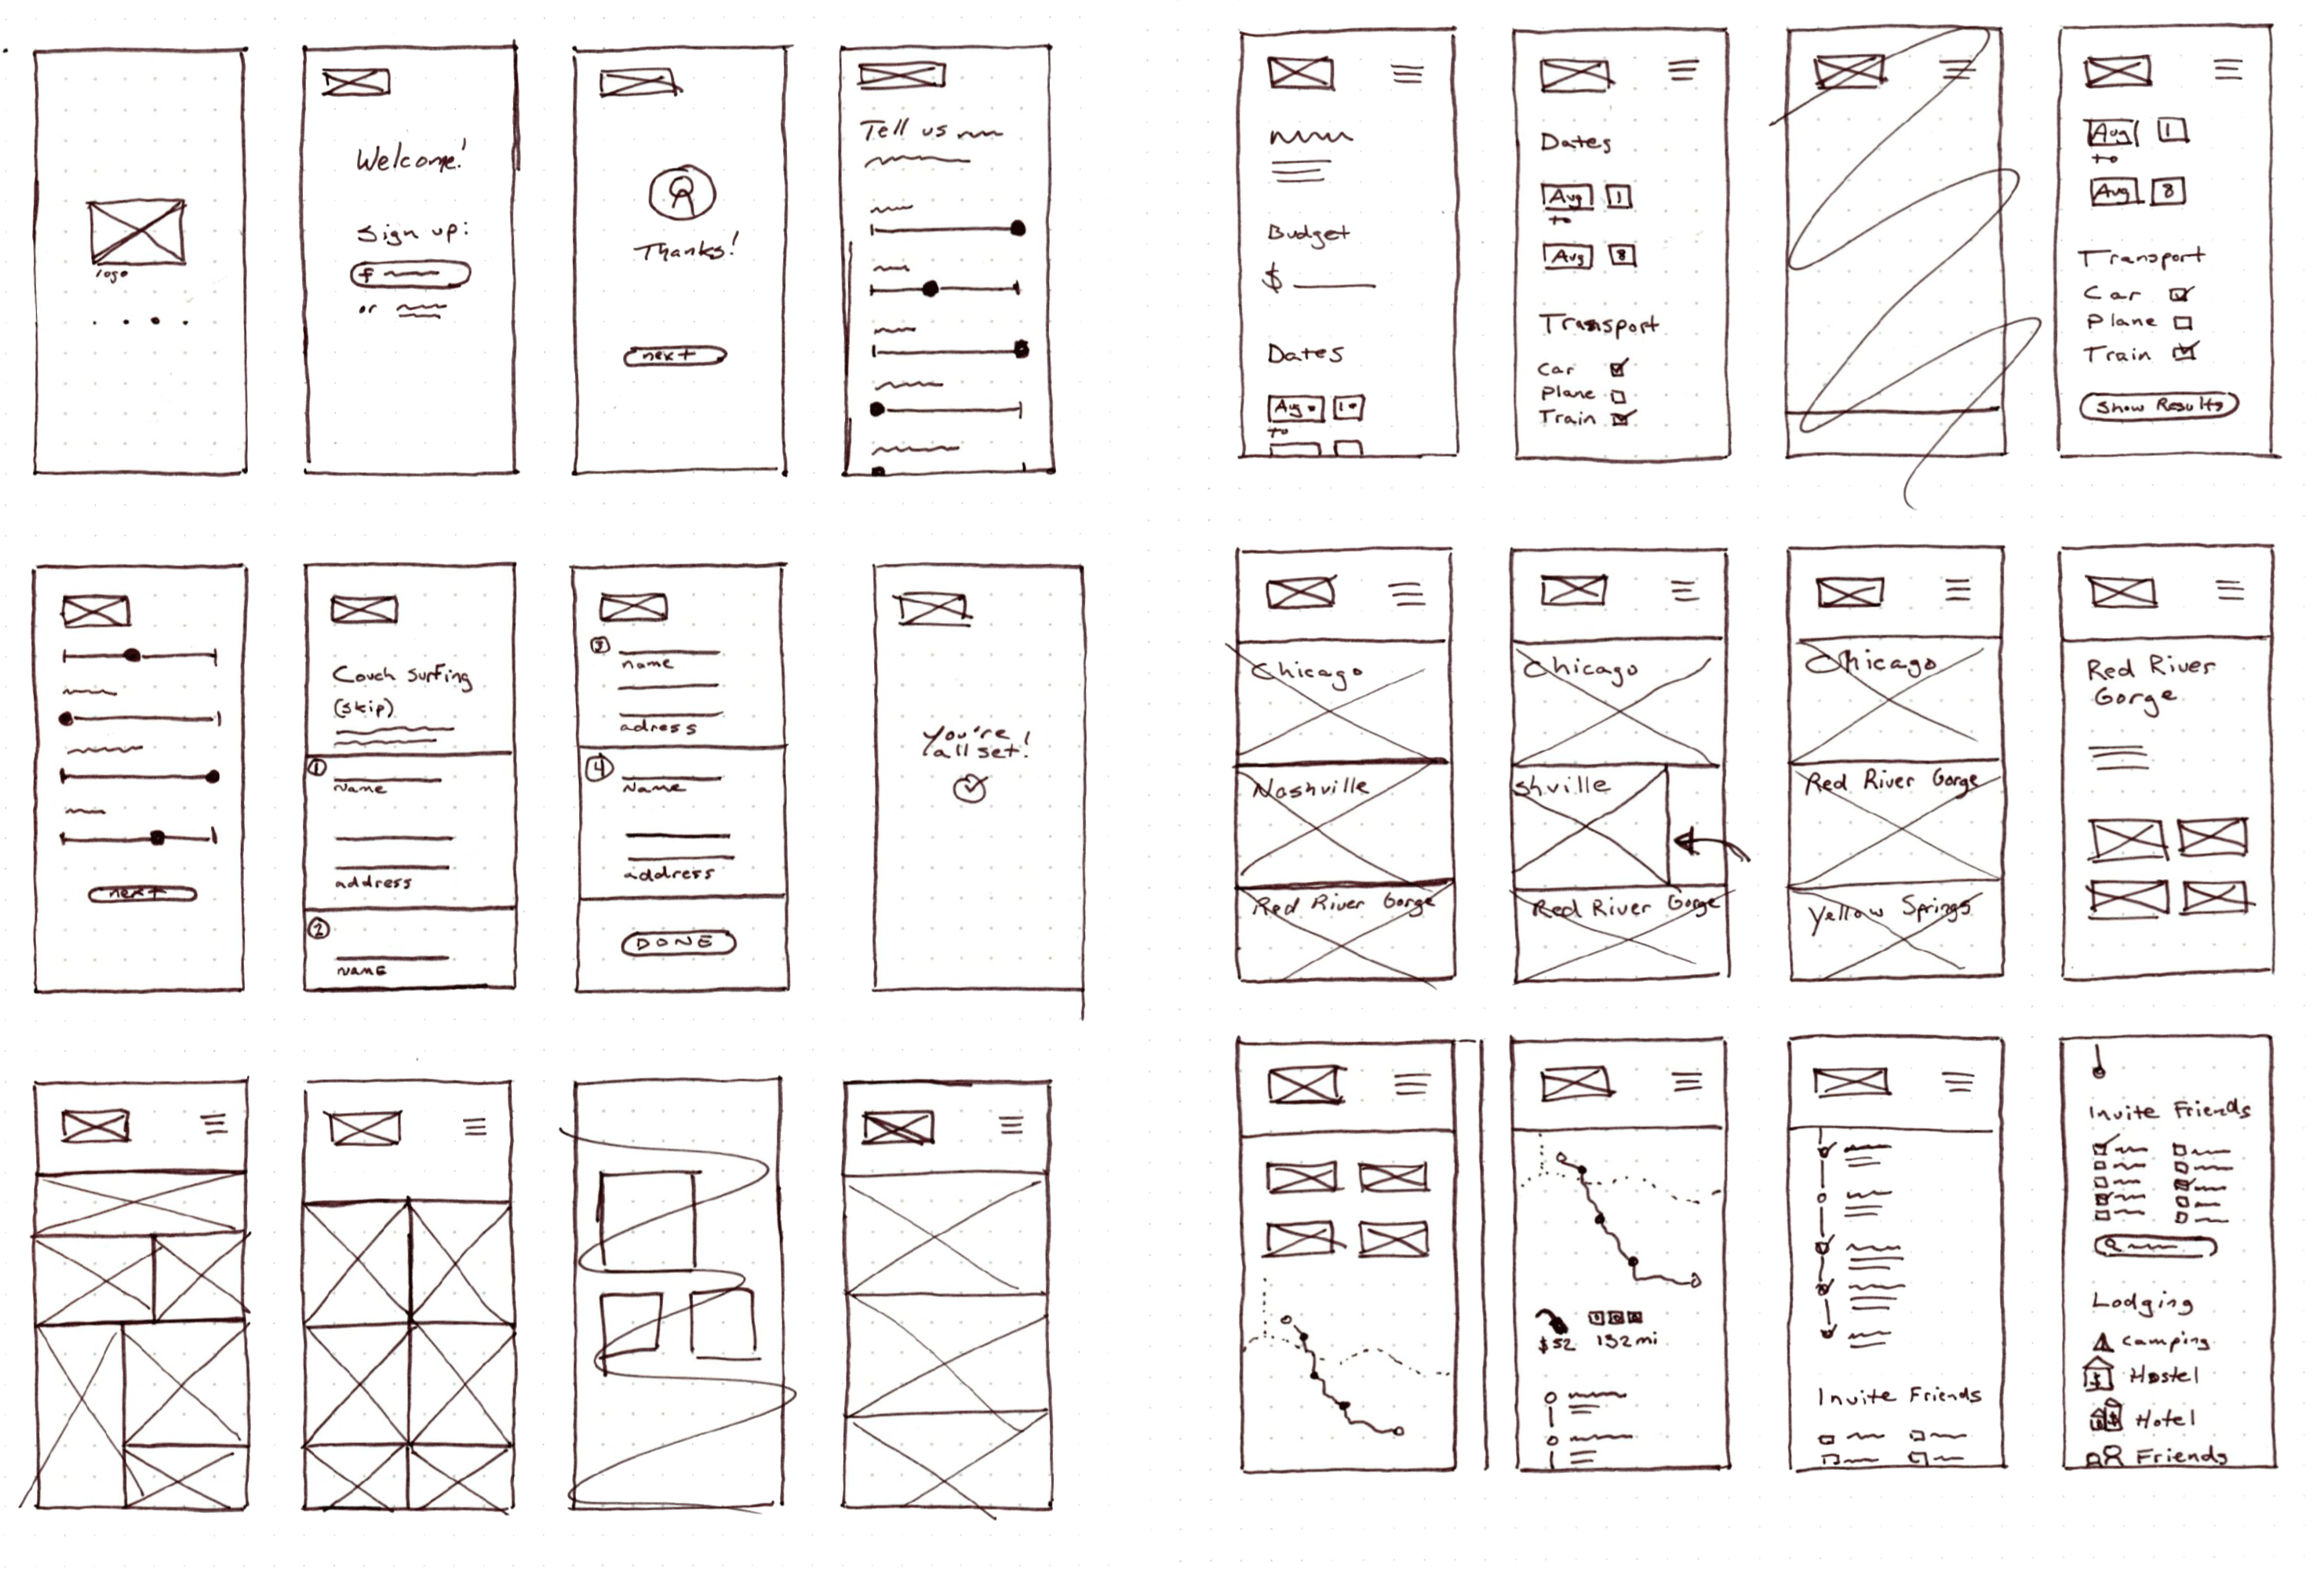 logo
Welcome!
Sign up:
f
or
Thanks!
next
Tell us
next
Couch surfing
(skip)
1
Name
address
2
NAME
3
name
adress
4
Name
address
DONE
You're
all set!
Budget
$
Dates
Aug 1
to
Dates
Aug 1
to
Aug 8
Transport
Car
Plane
Train
Aug 1
to
Aug 8
Transport
Car
Plane
Train
Show Results
Chicago
Nashville
Red River Gorge
Chicago
shville
Red River Gorge
Chicago
Red River Gorge
Yellow Springs
Red River
Gorge
$52 132mi
Invite Friends
Invite Friends
Lodging
Camping
Hostel
Hotel
Friends